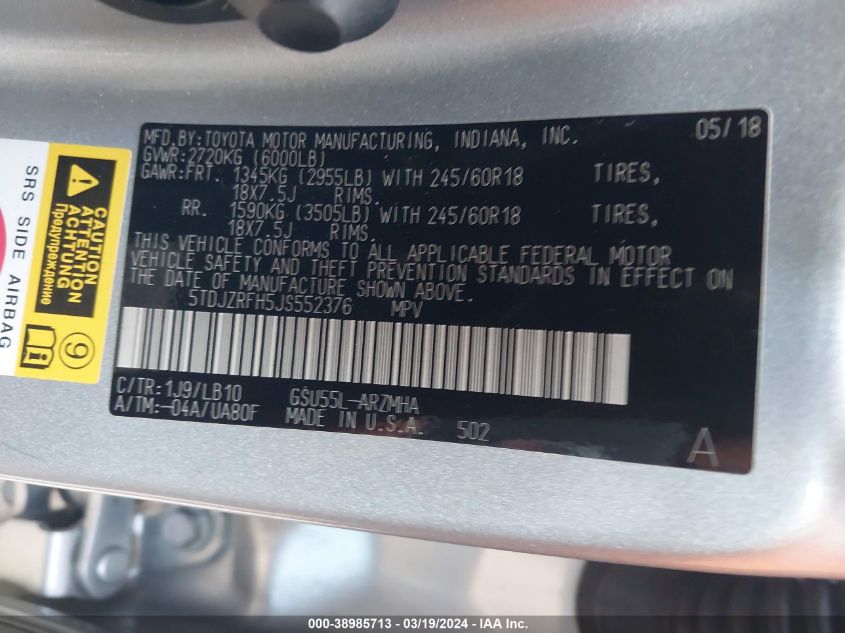 MFD.BY:TOYOTA MOTOR MANUFACTURING, INDIANA, INC. 05/18
GVWR:2720KG (6000LB)
GAWR:FRT. 1345KG (2955LB) WITH 245/60R18 TIRES,
18X7.5J RIMS.
RR. 1590KG (3505LB) WITH 245/60R18 TIRES,
18X7.5J RIMS.
THIS VEHICLE CONFORMS TO ALL APPLICABLE FEDERAL MOTOR
VEHICLE SAFETY AND THEFT PREVENTION STANDARDS IN EFFECT ON
THE DATE OF MANUFACTURE SHOWN ABOVE.
5TDJZRFH5JS552376 MPV
C/TR:1J9/LB10 GSU55L-ARZMHA
A/TM:-04A/UA80F MADE IN U.S.A. 502
A
SRS SIDE AIRBAG
CAUTION
ATTENTION
ACHTUNG
Предупреждение
i
9
000-38985713 - 03/19/2024 - IAA Inc.